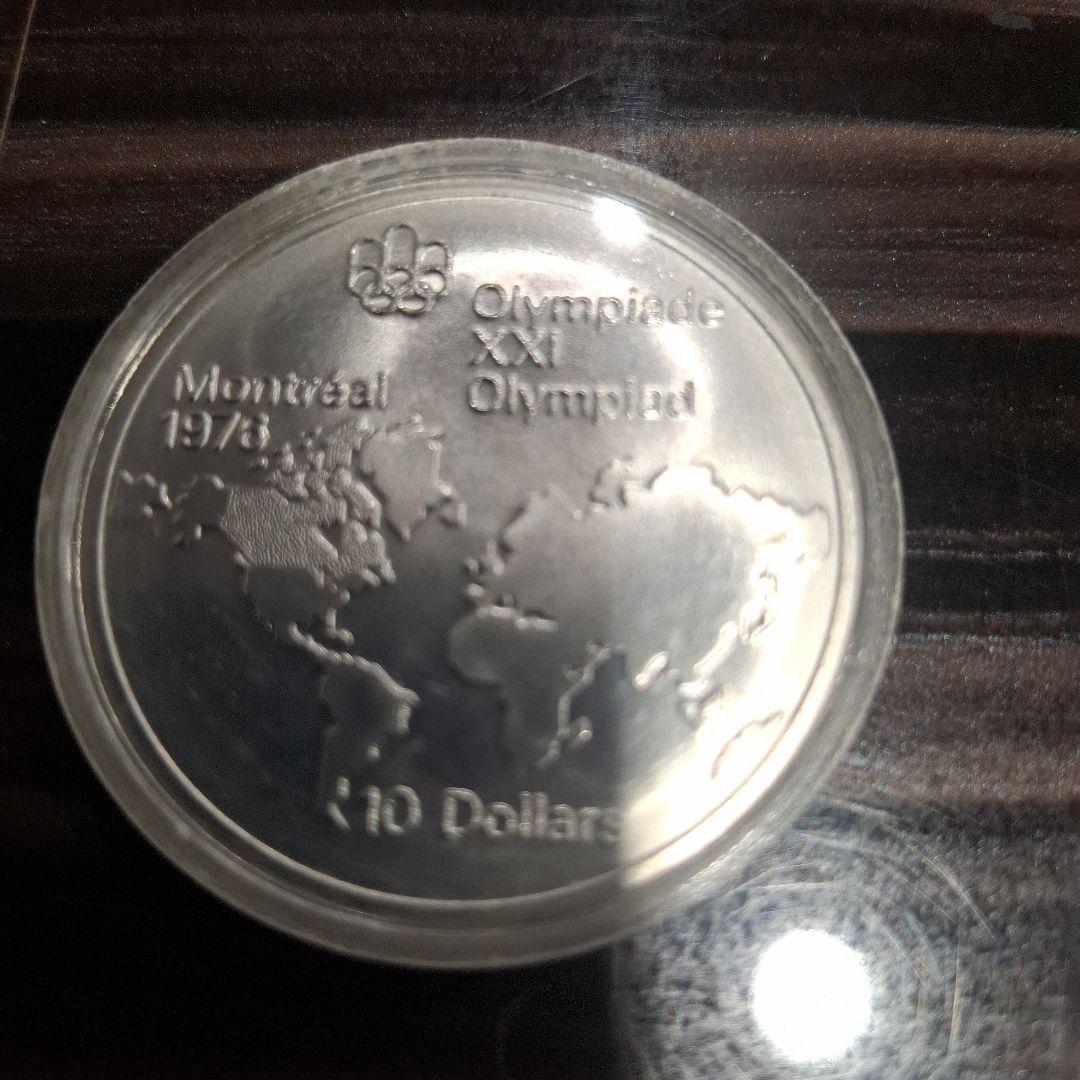 Olympiade
XXI
Olympiad
Montréal
1976
10 Dollars